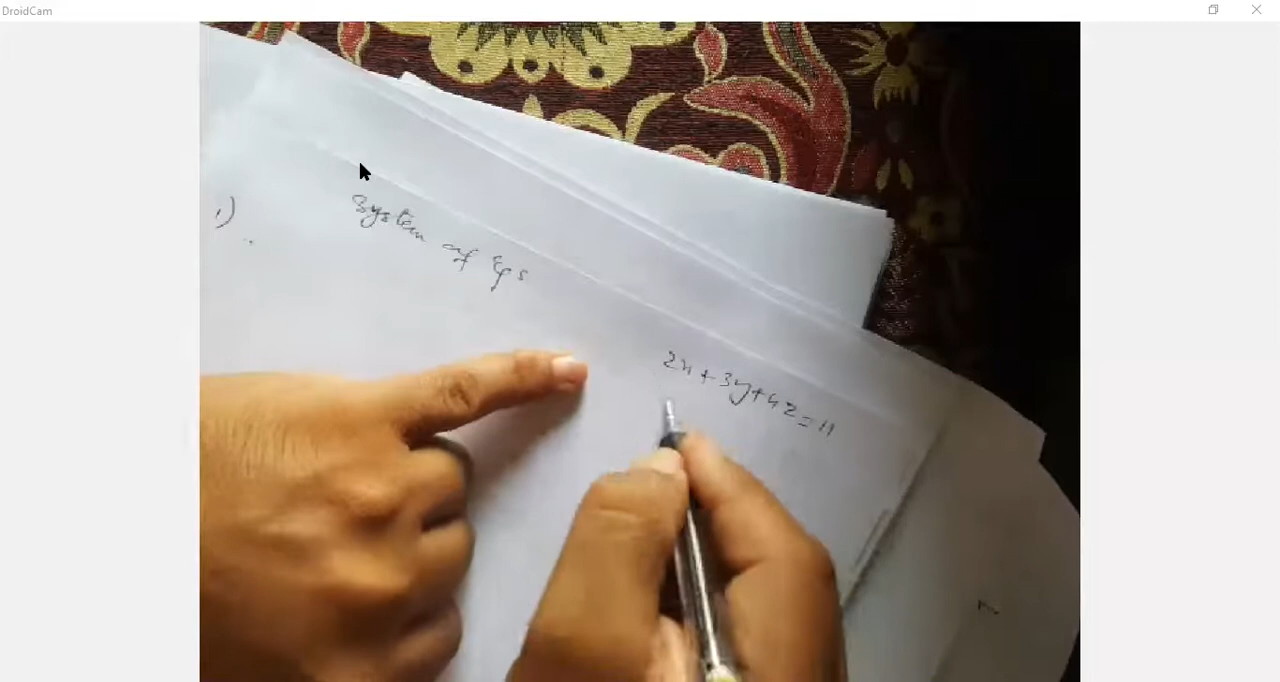 DroidCam
1)
System of Eqs
2x+3y+4z=11